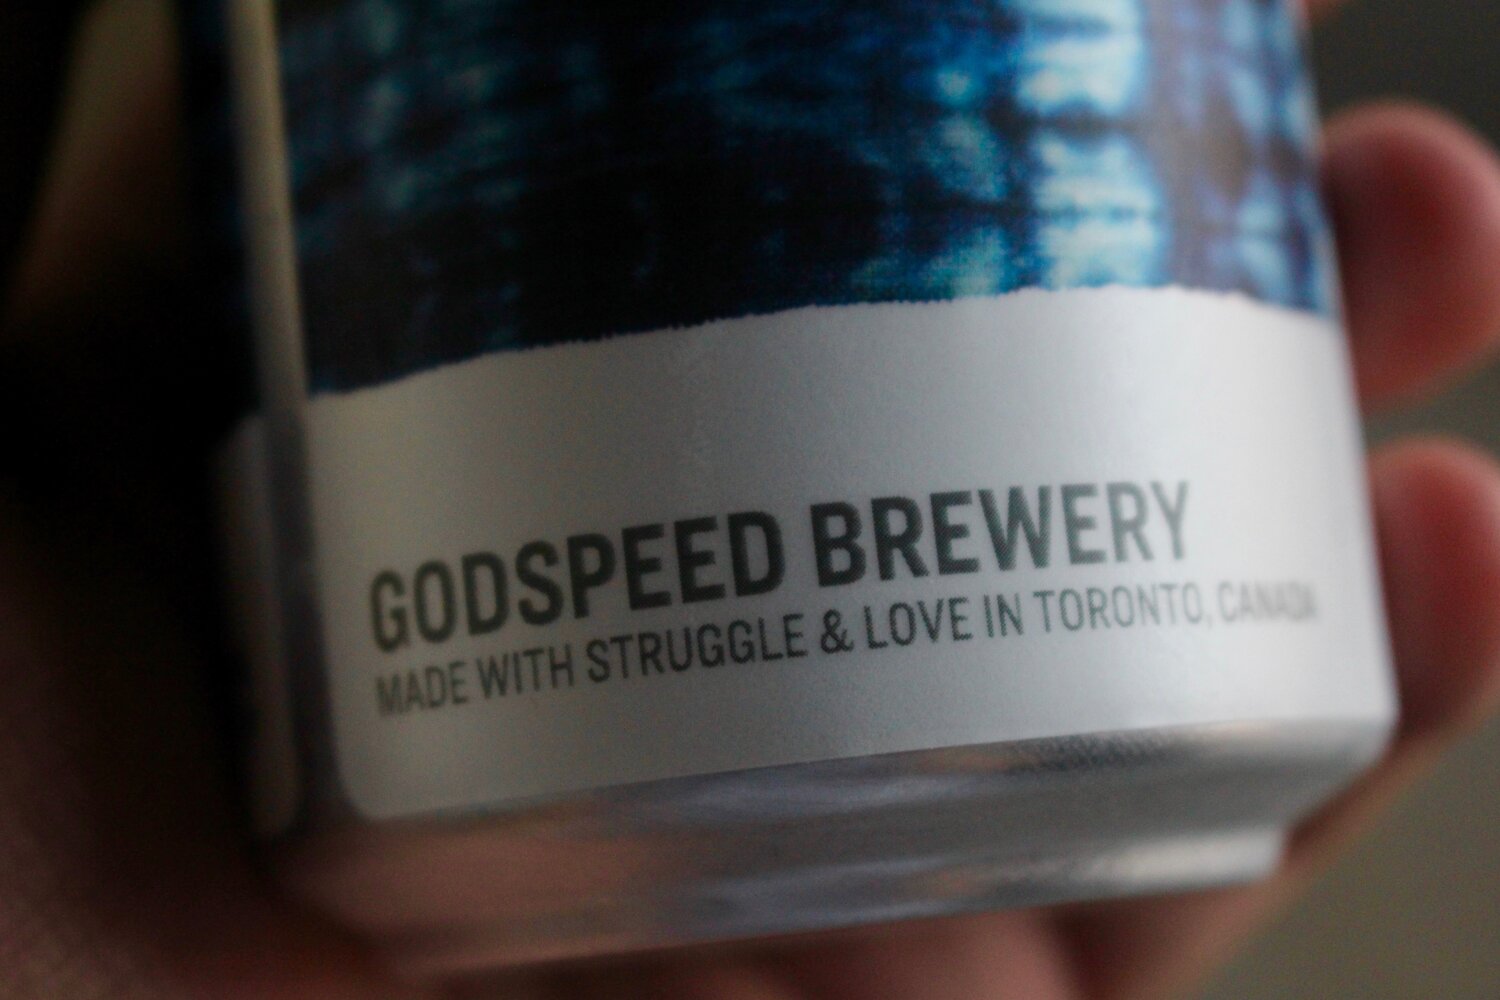 GODSPEED BREWERY
MADE WITH STRUGGLE & LOVE IN TORONTO, CANADA